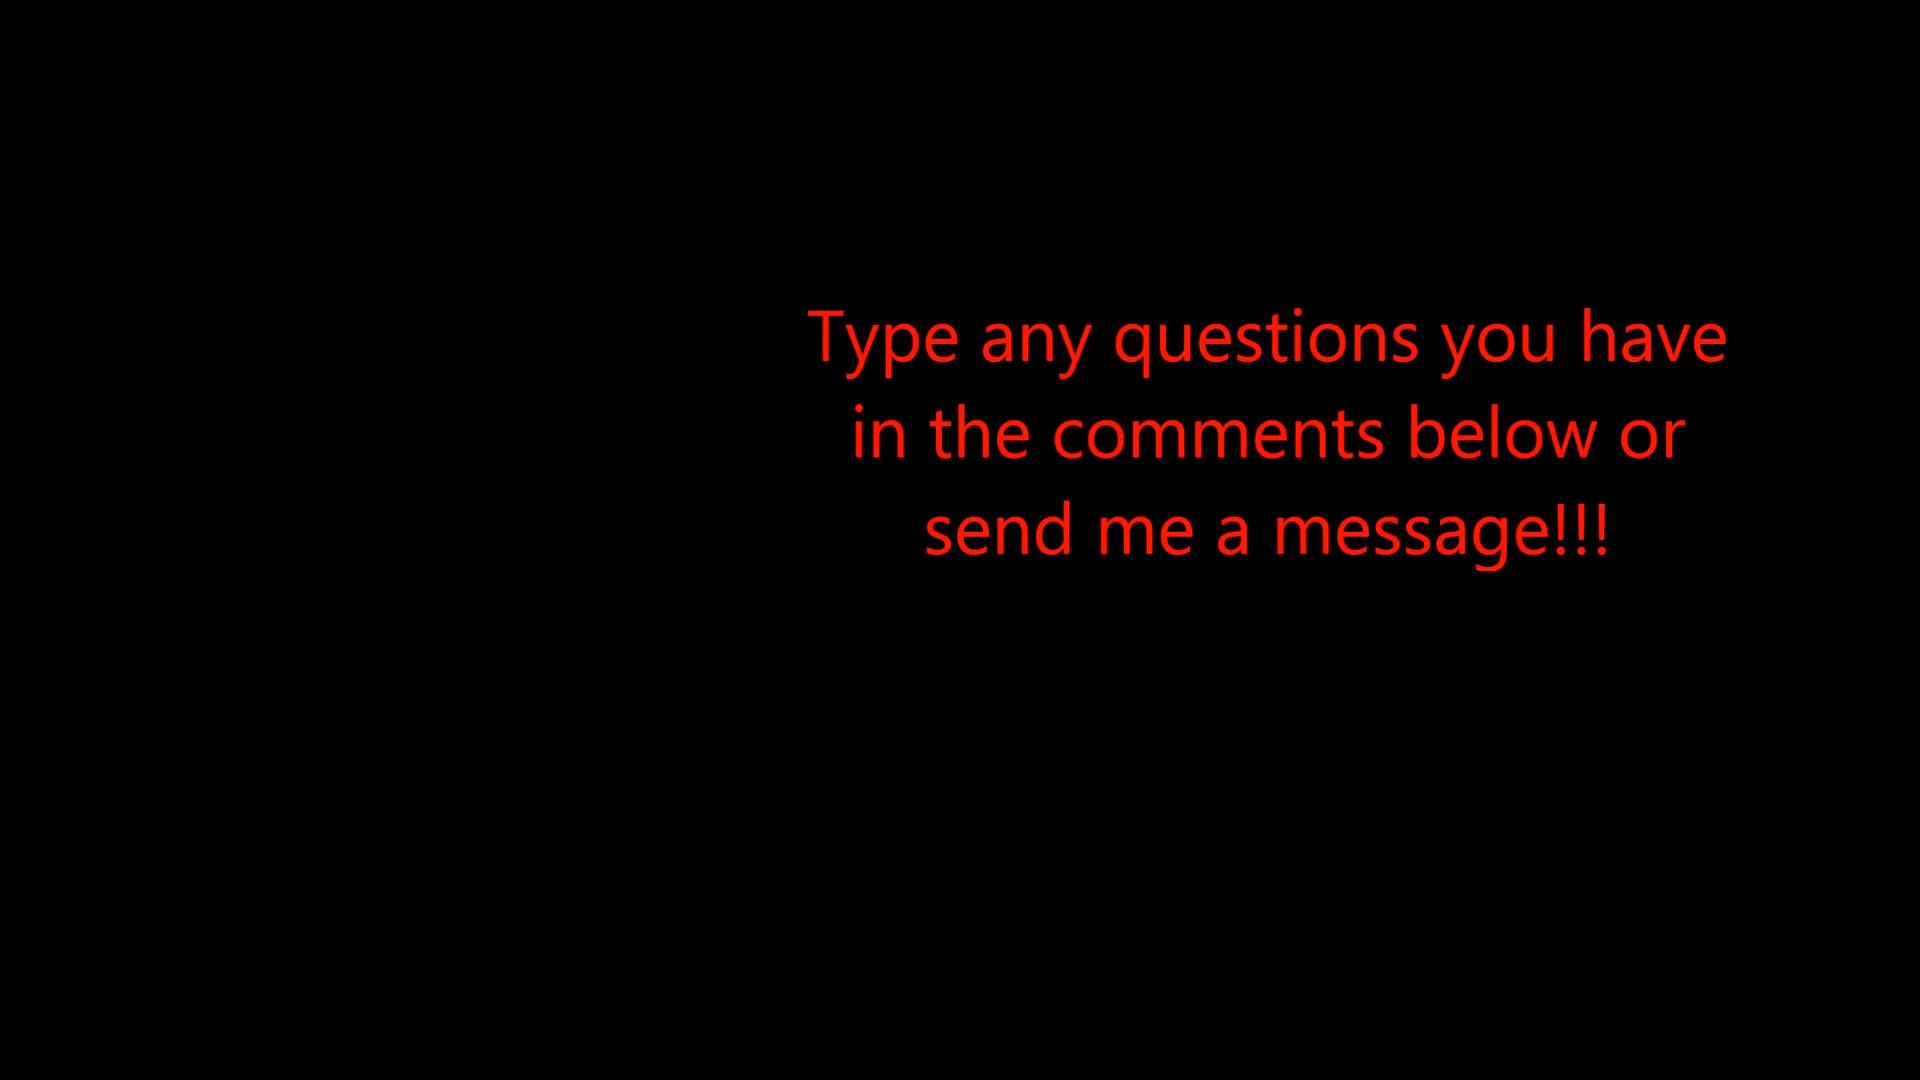 Type any questions you have
in the comments below or
send me a message!!!